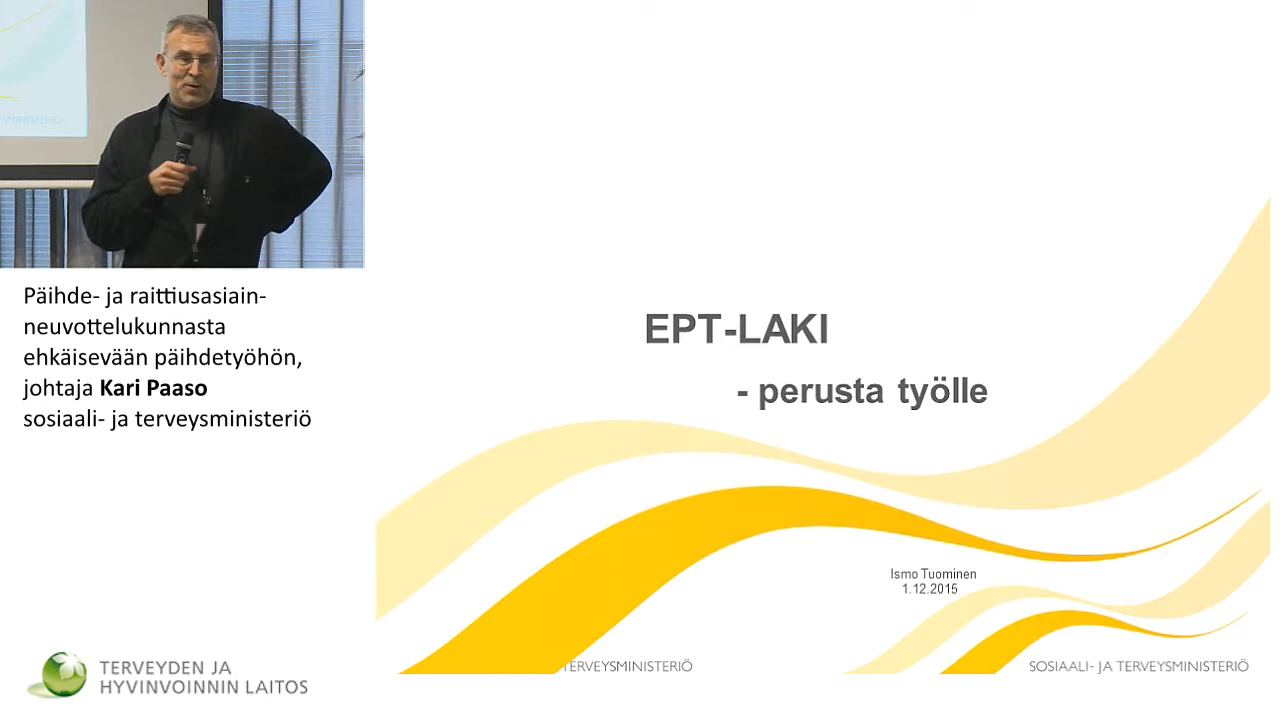 MINISTERIÖ
Päihde- ja raittiusasiain-
neuvottelukunnasta
ehkäisevään päihdetyöhön,
johtaja Kari Paaso
sosiaali- ja terveysministeriö
EPT-LAKI
- perusta työlle
Ismo Tuominen
1.12.2015
TERVEYSMINISTERIÖ
SOSIAALI- JA TERVEYSMINISTERIÖ
TERVEYDEN JA
HYVINVOINNIN LAITOS